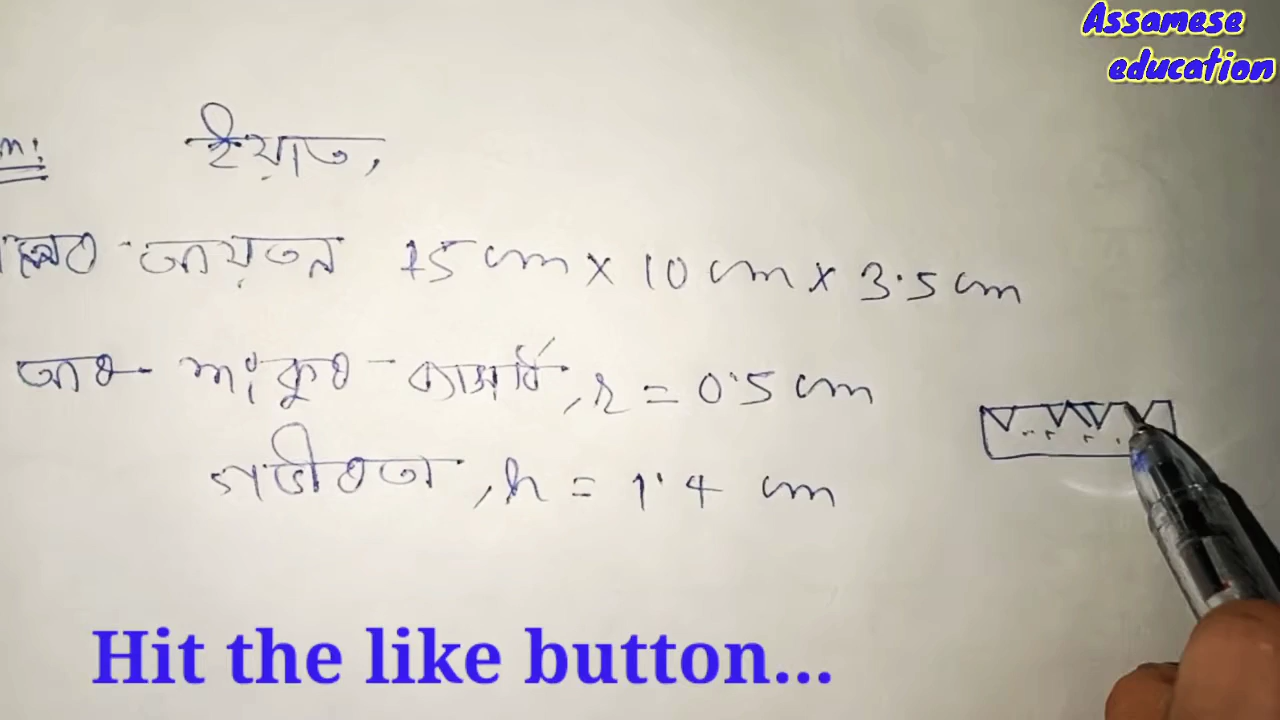 Assamese
education
ইয়াত,
আয়তন 15 cm x 10 cm x 3.5 cm
আৰু শংকুৰ ব্যাসাৰ্ধ, r = 0.5 cm
গভীৰতা, h = 1.4 cm
Hit the like button...